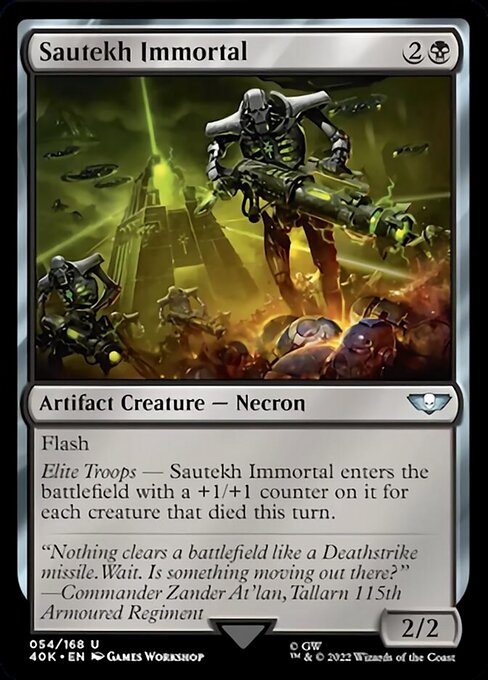 Sautekh Immortal 2
Artifact Creature — Necron
Flash
Elite Troops — Sautekh Immortal enters the
battlefield with a +1/+1 counter on it for
each creature that died this turn.
“Nothing clears a battlefield like a Deathstrike
missile. Wait. Is something moving out there?”
—Commander Zander At’lan, Tallarn 115th
Armoured Regiment
2/2
054/168 U
40K • EN Games Workshop
© GW
™ & © 2022 Wizards of the Coast